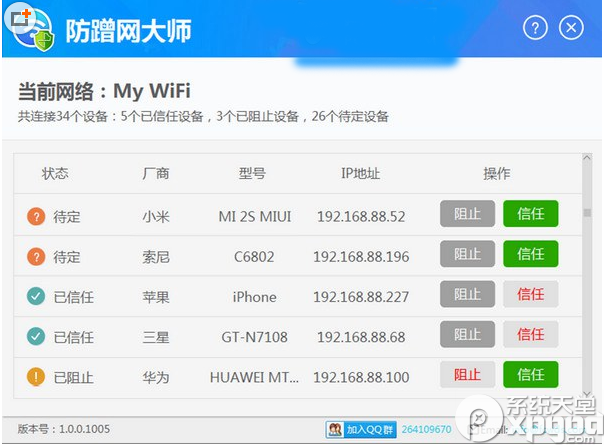 防蹭网大师
当前网络：My WiFi
共连接34个设备：5个已信任设备，3个已阻止设备，26个待定设备
状态 厂商 型号 IP地址 操作
待定 小米 MI 2S MIUI 192.168.88.52 阻止 信任
待定 索尼 C6802 192.168.88.196 阻止 信任
已信任 苹果 iPhone 192.168.88.227 阻止 信任
已信任 三星 GT-N7108 192.168.88.68 阻止 信任
已阻止 华为 HUAWEI MT... 192.168.88.100 阻止 信任
系统天堂
版本号：1.0.0.1005 加入QQ群 264109670 Email